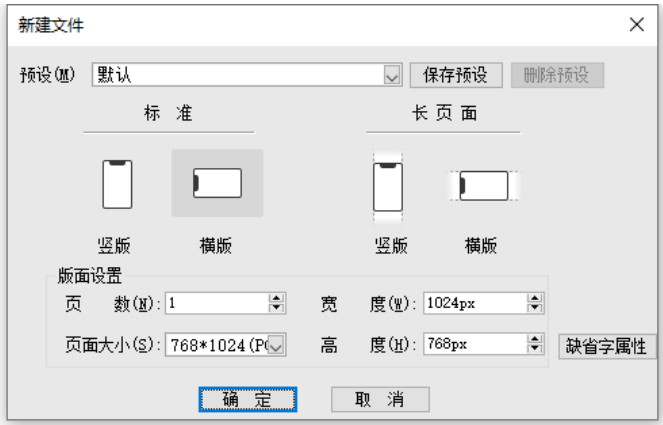 新建文件
预设(M) 默认 保存预设 删除预设
标 准 长页面
竖版 横版 竖版 横版
版面设置
页 数(N): 1 宽 度(W): 1024px
页面大小(S): 768*1024(P 高 度(H): 768px 缺省字属性
确 定 取 消